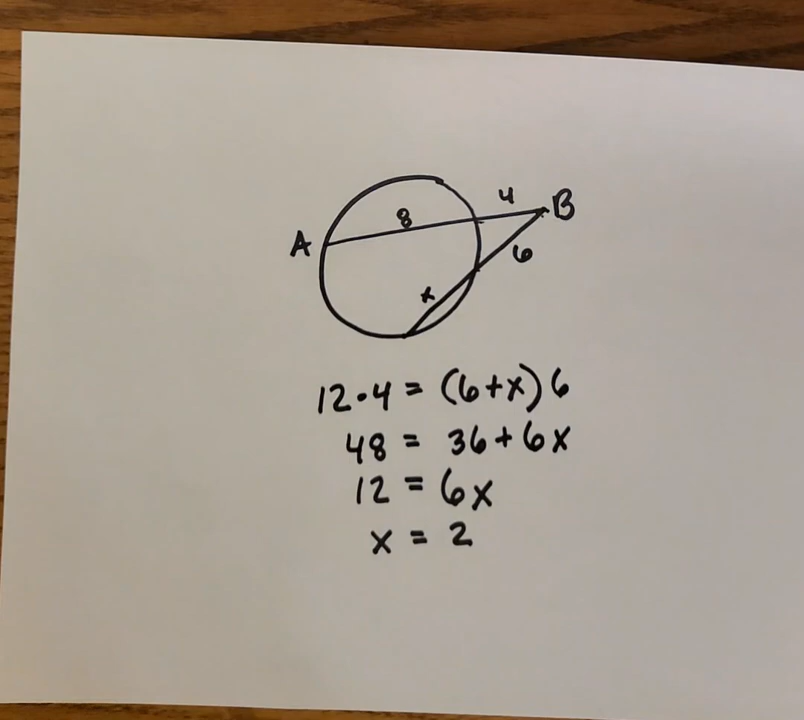 4
B
8
A
6
x
12•4 = (6+x)6
48 = 36+6x
12 = 6x
x = 2